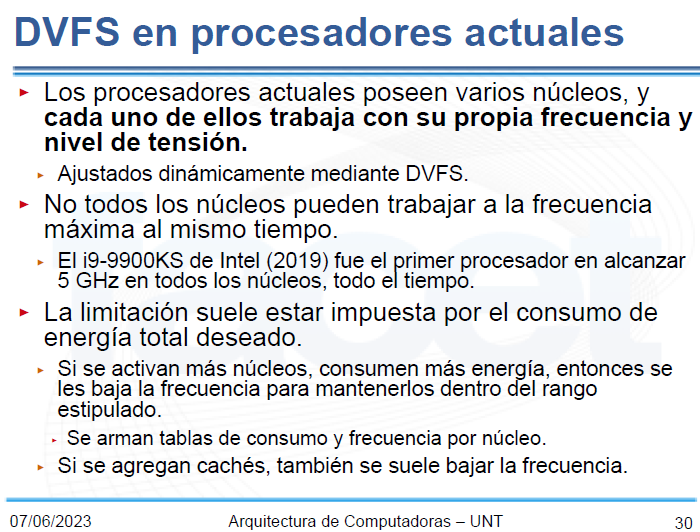 DVFS en procesadores actuales
Los procesadores actuales poseen varios núcleos, y
cada uno de ellos trabaja con su propia frecuencia y
nivel de tensión.
Ajustados dinámicamente mediante DVFS.
No todos los núcleos pueden trabajar a la frecuencia
máxima al mismo tiempo.
El i9-9900KS de Intel (2019) fue el primer procesador en alcanzar
5 GHz en todos los núcleos, todo el tiempo.
La limitación suele estar impuesta por el consumo de
energía total deseado.
Si se activan más núcleos, consumen más energía, entonces se
les baja la frecuencia para mantenerlos dentro del rango
estipulado.
Se arman tablas de consumo y frecuencia por núcleo.
Si se agregan cachés, también se suele bajar la frecuencia.
07/06/2023
Arquitectura de Computadoras – UNT
30